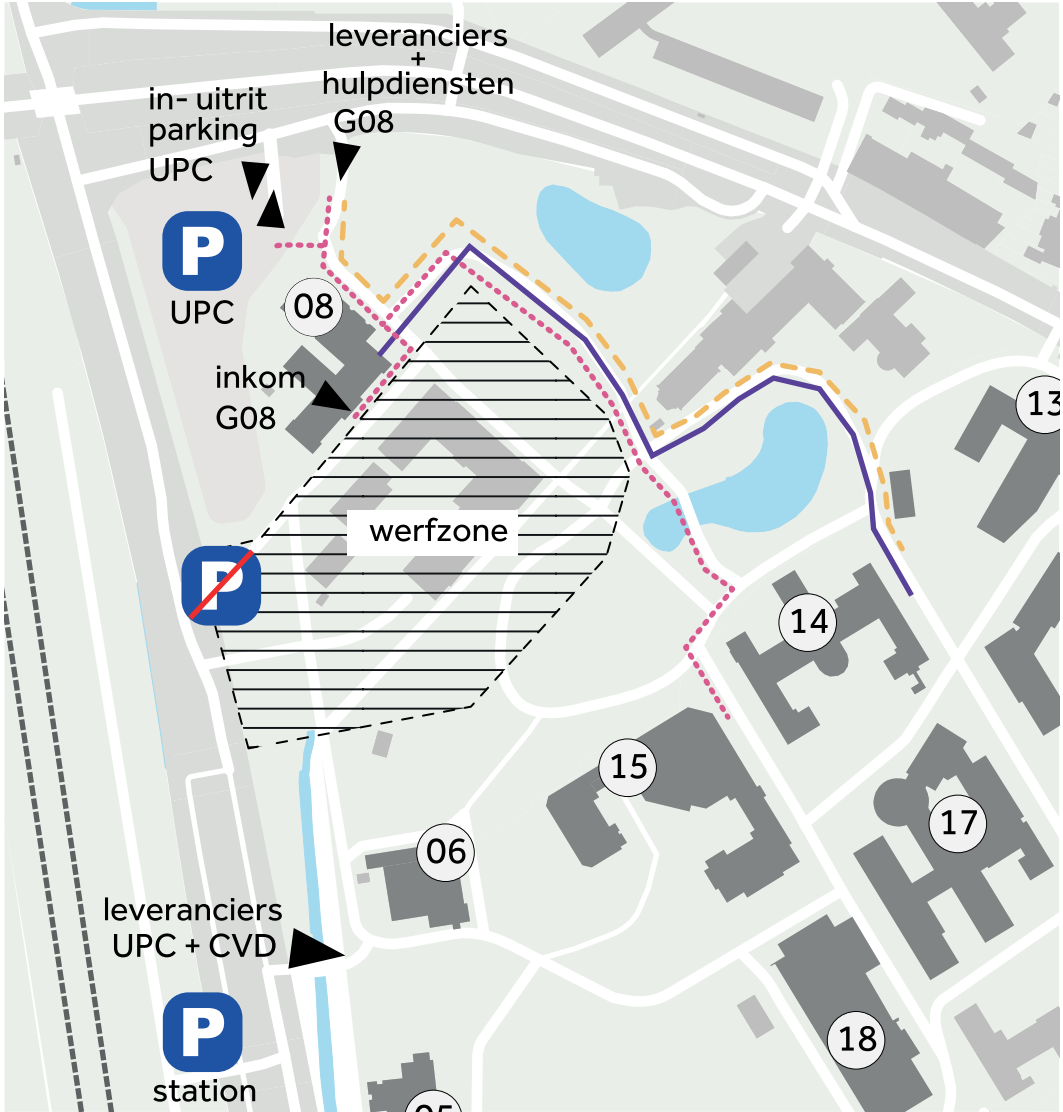 leveranciers
+
hulpdiensten
G08
in- uitrit
parking
UPC
P
UPC
08
inkom
G08
13
werfzone
P
14
15
17
06
leveranciers
UPC + CVD
P
station
18
05